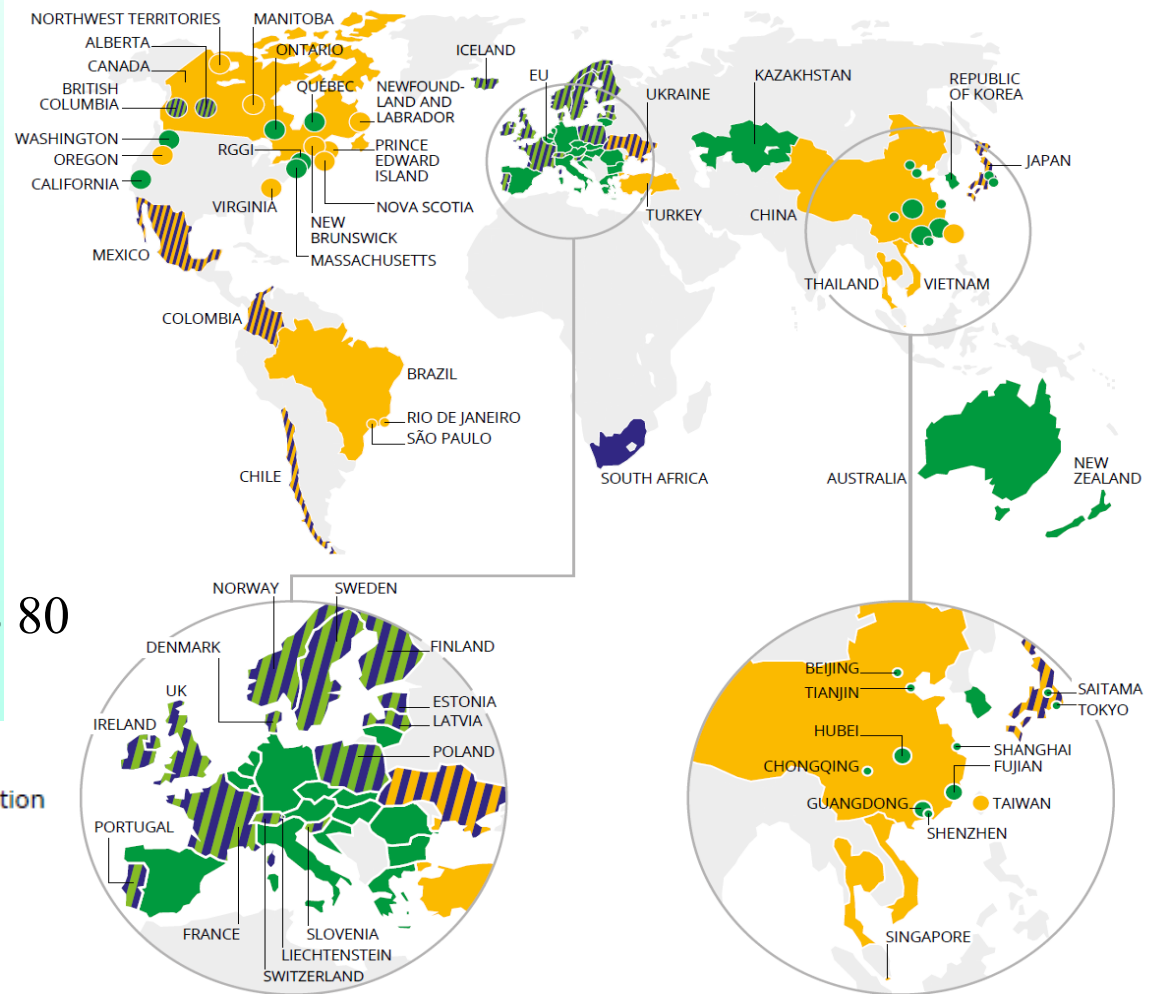 NORTHWEST TERRITORIES
MANITOBA
ALBERTA
ONTARIO
CANADA
BRITISH
COLUMBIA
QUÉBEC
NEWFOUND-
LAND AND
LABRADOR
WASHINGTON
OREGON
RGGI
PRINCE
EDWARD
ISLAND
CALIFORNIA
VIRGINIA
NOVA SCOTIA
NEW
BRUNSWICK
MASSACHUSETTS
MEXICO
ICELAND
EU
UKRAINE
KAZAKHSTAN
REPUBLIC
OF KOREA
JAPAN
TURKEY
CHINA
THAILAND
VIETNAM
COLOMBIA
BRAZIL
RIO DE JANEIRO
SÃO PAULO
CHILE
SOUTH AFRICA
AUSTRALIA
NEW
ZEALAND
80
tion
NORWAY
SWEDEN
DENMARK
FINLAND
UK
ESTONIA
LATVIA
IRELAND
POLAND
PORTUGAL
FRANCE
SLOVENIA
LIECHTENSTEIN
SWITZERLAND
BEIJING
TIANJIN
SAITAMA
TOKYO
HUBEI
SHANGHAI
CHONGQING
FUJIAN
GUANGDONG
TAIWAN
SHENZHEN
SINGAPORE